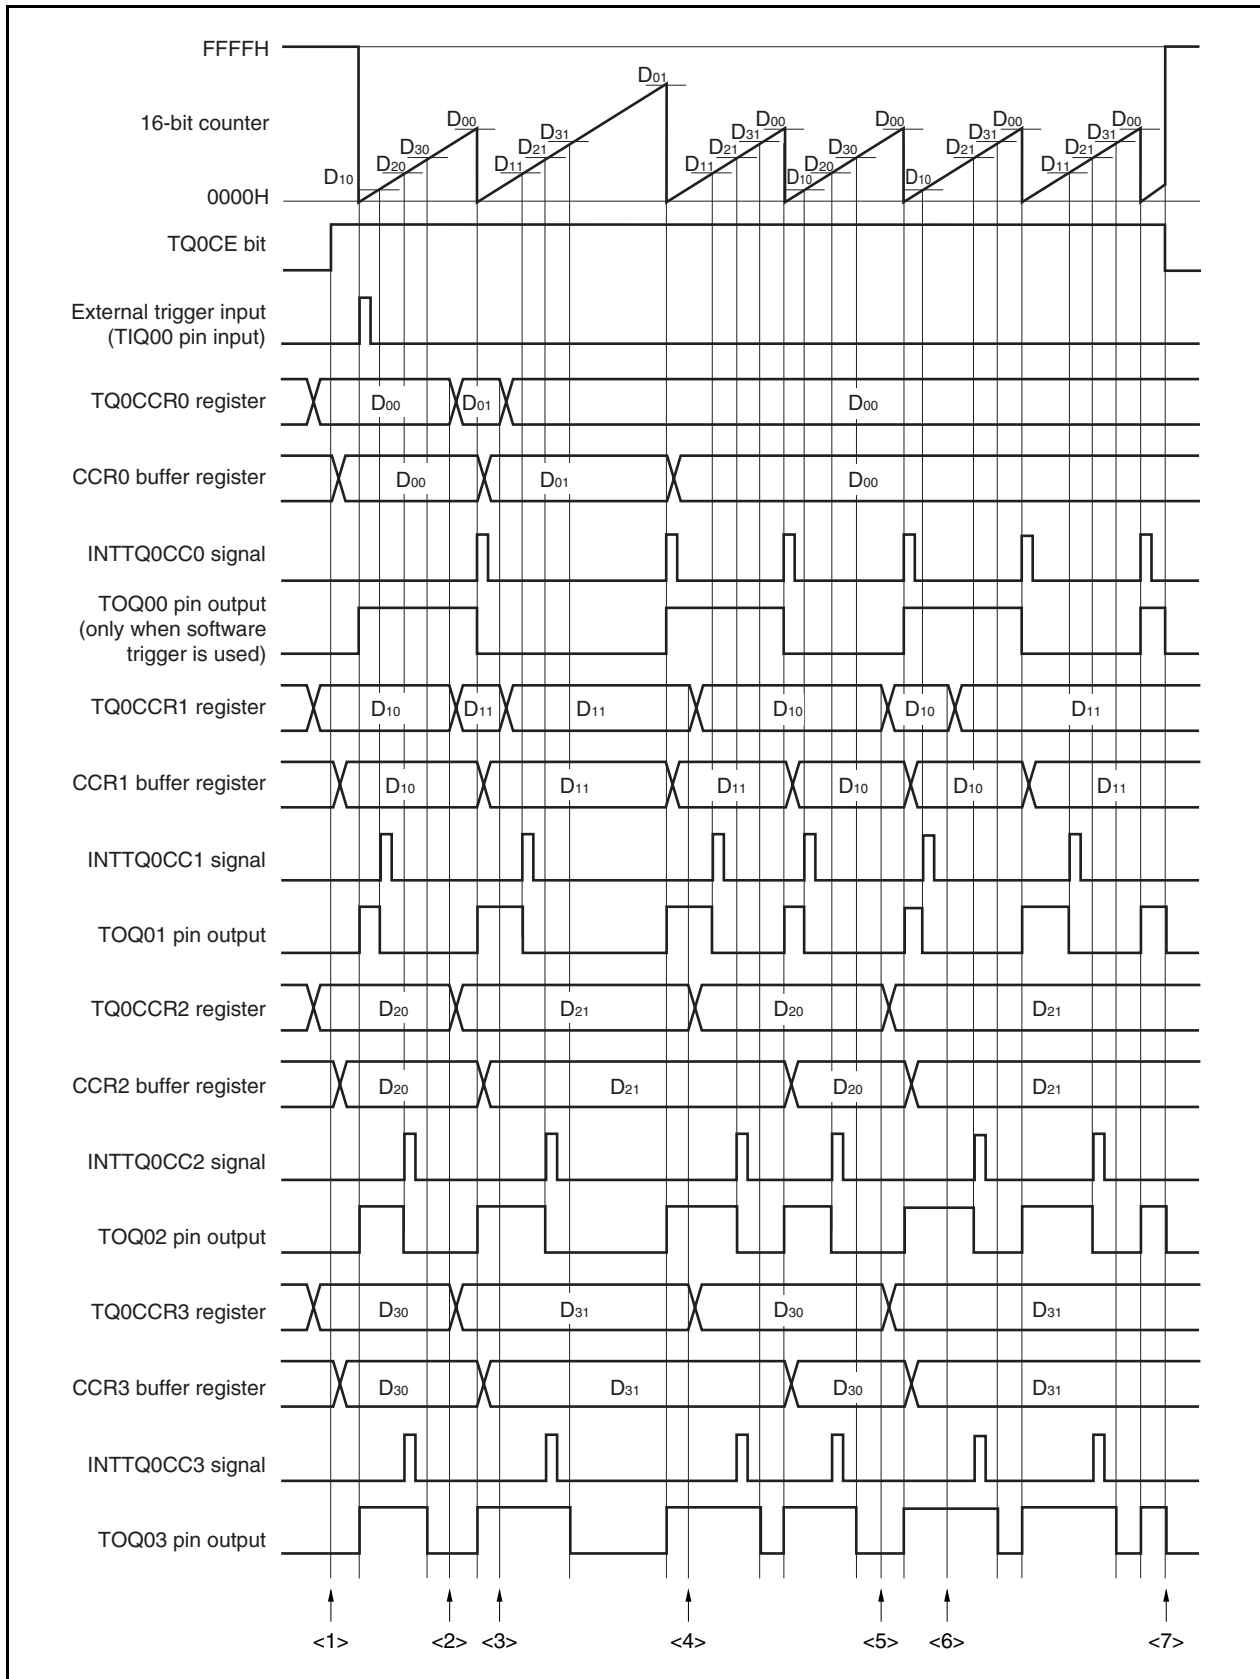 FFFFH
16-bit counter
0000H
D10 D20 D30 D00 D11 D21 D31 D01 D11 D21 D31 D00 D10 D20 D30 D00 D10 D21 D31 D00 D11 D21 D31 D00
TQ0CE bit
External trigger input
(TIQ00 pin input)
TQ0CCR0 register D00 D01 D00
CCR0 buffer register D00 D01 D00
INTTQ0CC0 signal
TOQ00 pin output
(only when software
trigger is used)
TQ0CCR1 register D10 D11 D11 D10 D10 D11
CCR1 buffer register D10 D11 D11 D10 D10 D11
INTTQ0CC1 signal
TOQ01 pin output
TQ0CCR2 register D20 D21 D20 D21
CCR2 buffer register D20 D21 D20 D21
INTTQ0CC2 signal
TOQ02 pin output
TQ0CCR3 register D30 D31 D30 D31
CCR3 buffer register D30 D31 D30 D31
INTTQ0CC3 signal
TOQ03 pin output
<1> <2> <3> <4> <5> <6> <7>